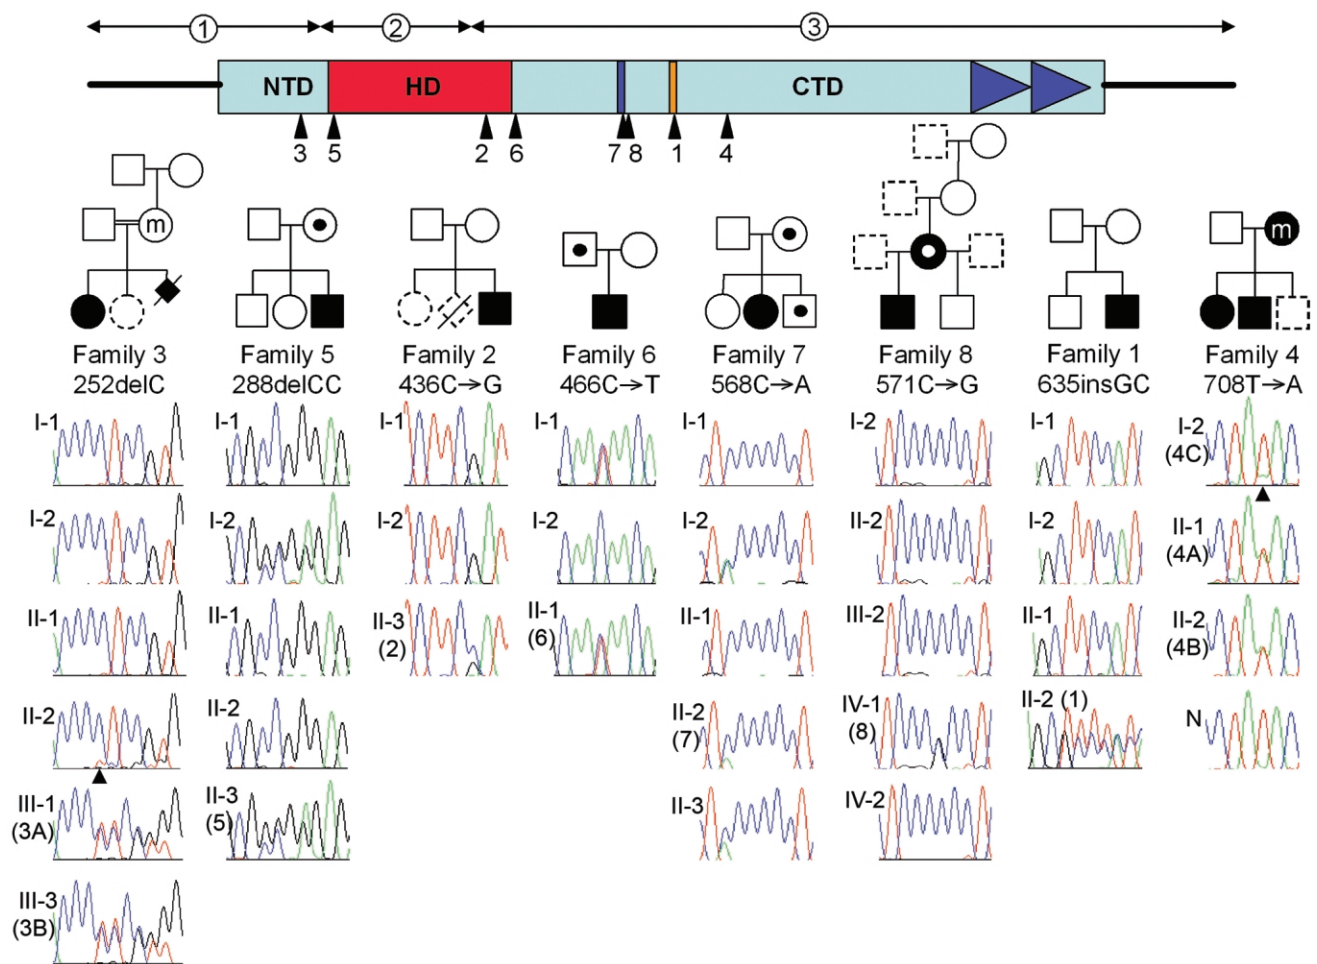 ① ② ③
NTD HD CTD
3 5 2 6 7 8 1 4
m
m
Family 3 Family 5 Family 2 Family 6 Family 7 Family 8 Family 1 Family 4
252delC 288delCC 436C→G 466C→T 568C→A 571C→G 635insGC 708T→A
I-1 I-1 I-1 I-1 I-1 I-2 I-1 I-2
(4C)
I-2 I-2 I-2 I-2 I-2 II-2 I-2 II-1
(4A)
II-1 II-1 II-3 II-1 II-1 III-2 II-1 II-2
(2) (6) (4B)
II-2 II-2 II-2 IV-1 II-2 (1) N
(7) (8)
III-1 II-3 II-3 IV-2
(3A) (5)
III-3
(3B)